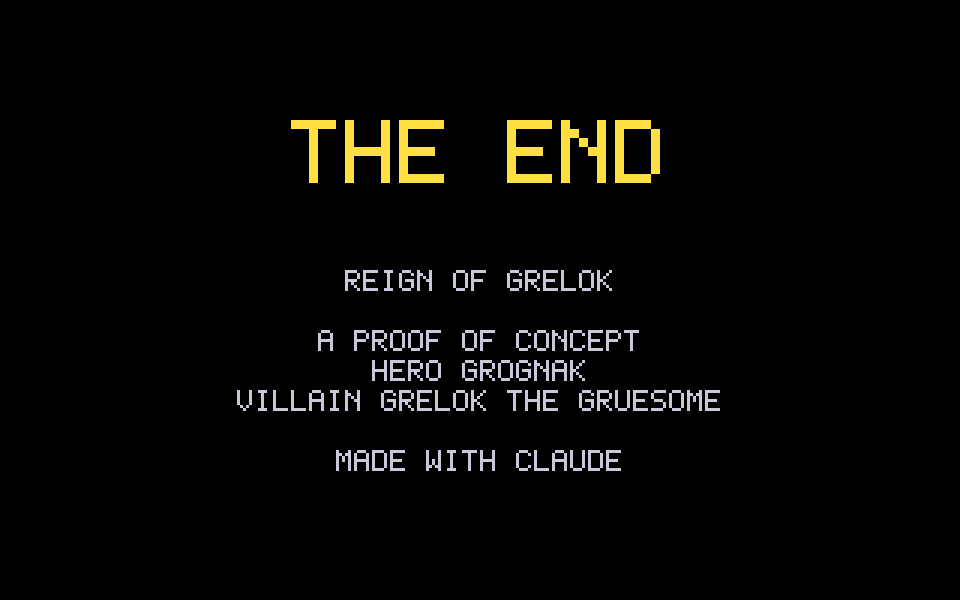 THE END
REIGN OF GRELOK
A PROOF OF CONCEPT
HERO GROGNAK
VILLAIN GRELOK THE GRUESOME
MADE WITH CLAUDE